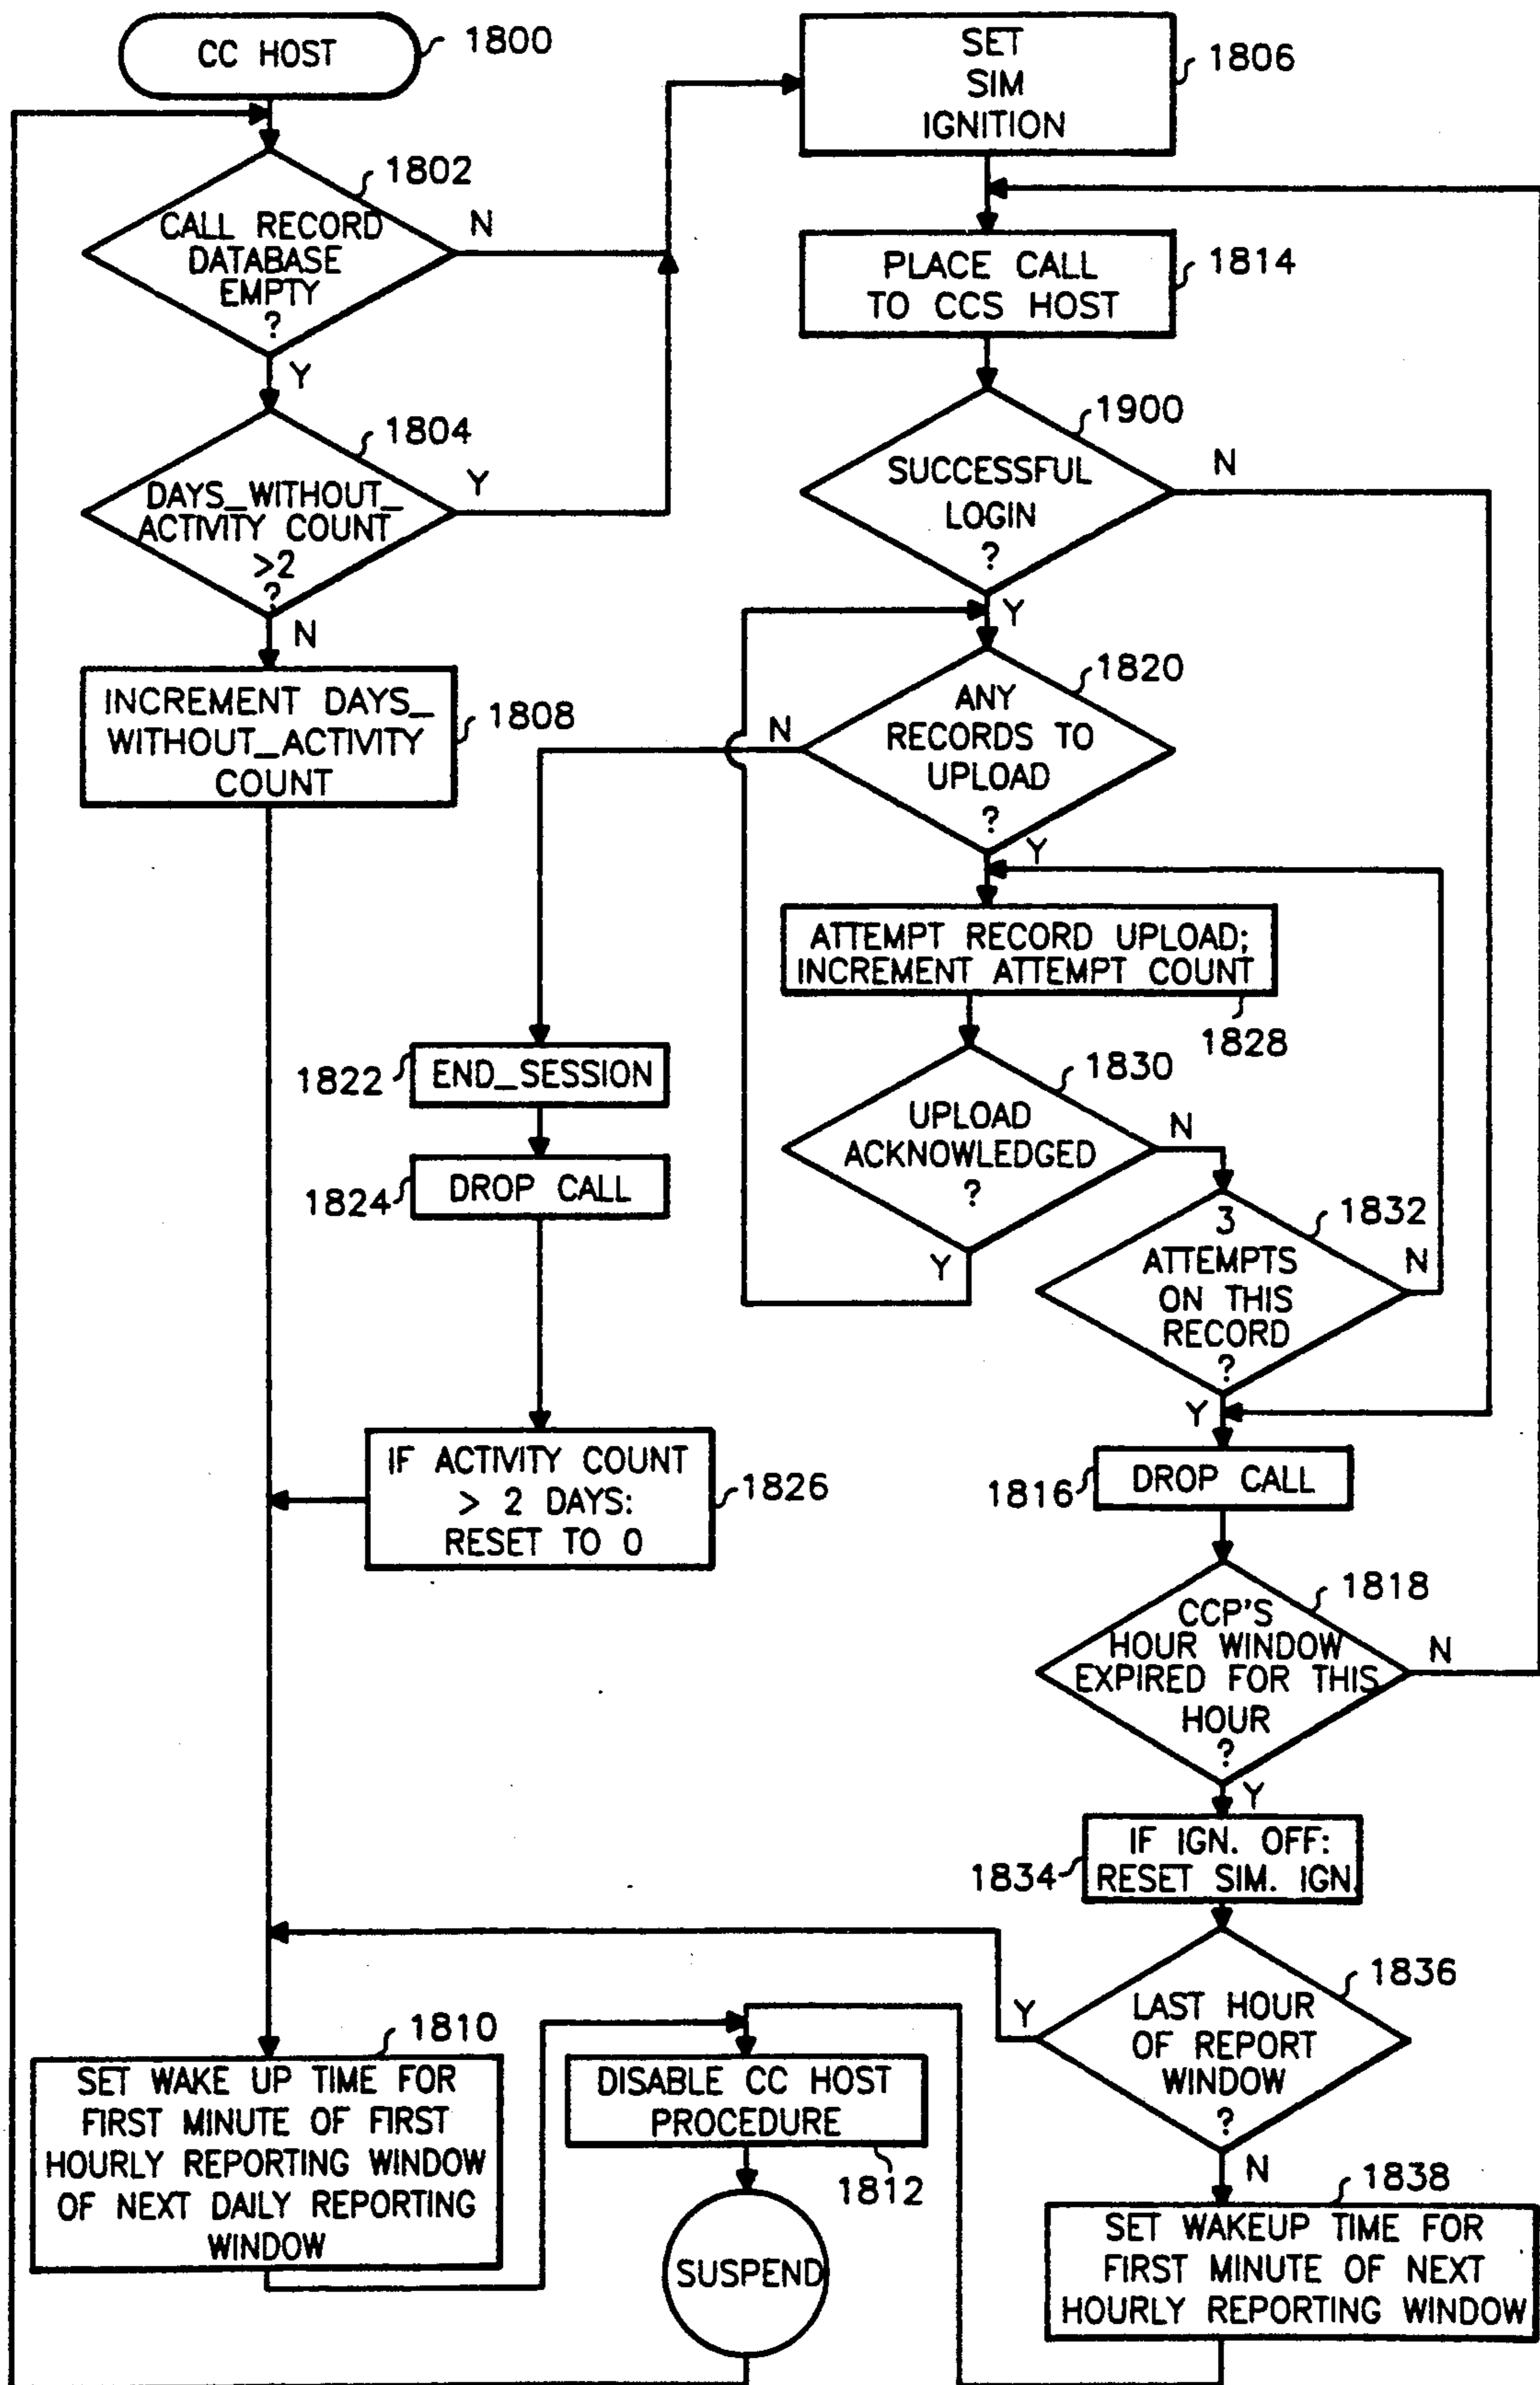 CC HOST
1800
CALL RECORD
DATABASE
EMPTY
?
1802
N
Y
DAYS_WITHOUT_
ACTIVITY COUNT
>2
?
1804
Y
N
INCREMENT DAYS_
WITHOUT_ACTIVITY
COUNT
1808
SET
SIM
IGNITION
1806
PLACE CALL
TO CCS HOST
1814
SUCCESSFUL
LOGIN
?
1900
N
Y
ANY
RECORDS TO
UPLOAD
?
1820
N
Y
ATTEMPT RECORD UPLOAD;
INCREMENT ATTEMPT COUNT
1828
UPLOAD
ACKNOWLEDGED
?
1830
N
Y
3
ATTEMPTS
ON THIS
RECORD
?
1832
N
Y
1822
END_SESSION
1824
DROP CALL
IF ACTIVITY COUNT
> 2 DAYS:
RESET TO 0
1826
1816
DROP CALL
CCP'S
HOUR WINDOW
EXPIRED FOR THIS
HOUR
?
1818
N
Y
1834
IF IGN. OFF:
RESET SIM. IGN.
LAST HOUR
OF REPORT
WINDOW
?
1836
Y
N
1810
SET WAKE UP TIME FOR
FIRST MINUTE OF FIRST
HOURLY REPORTING WINDOW
OF NEXT DAILY REPORTING
WINDOW
DISABLE CC HOST
PROCEDURE
1812
SUSPEND
1838
SET WAKEUP TIME FOR
FIRST MINUTE OF NEXT
HOURLY REPORTING WINDOW